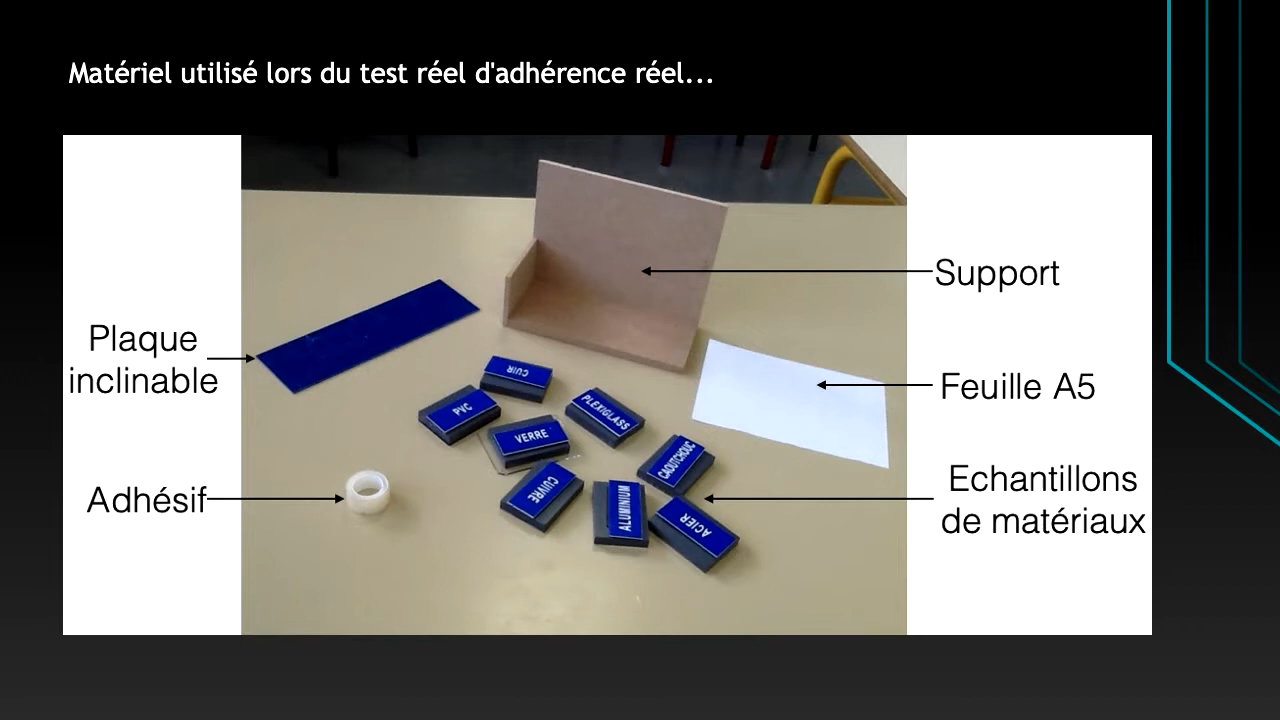 Matériel utilisé lors du test réel d'adhérence réel...
Support
Plaque
inclinable
Feuille A5
Adhésif
Echantillons
de matériaux
CUIR
PVC
PLEXIGLASS
VERRE
CAOUTCHOUC
CUIVRE
ALUMINIUM
ACIER